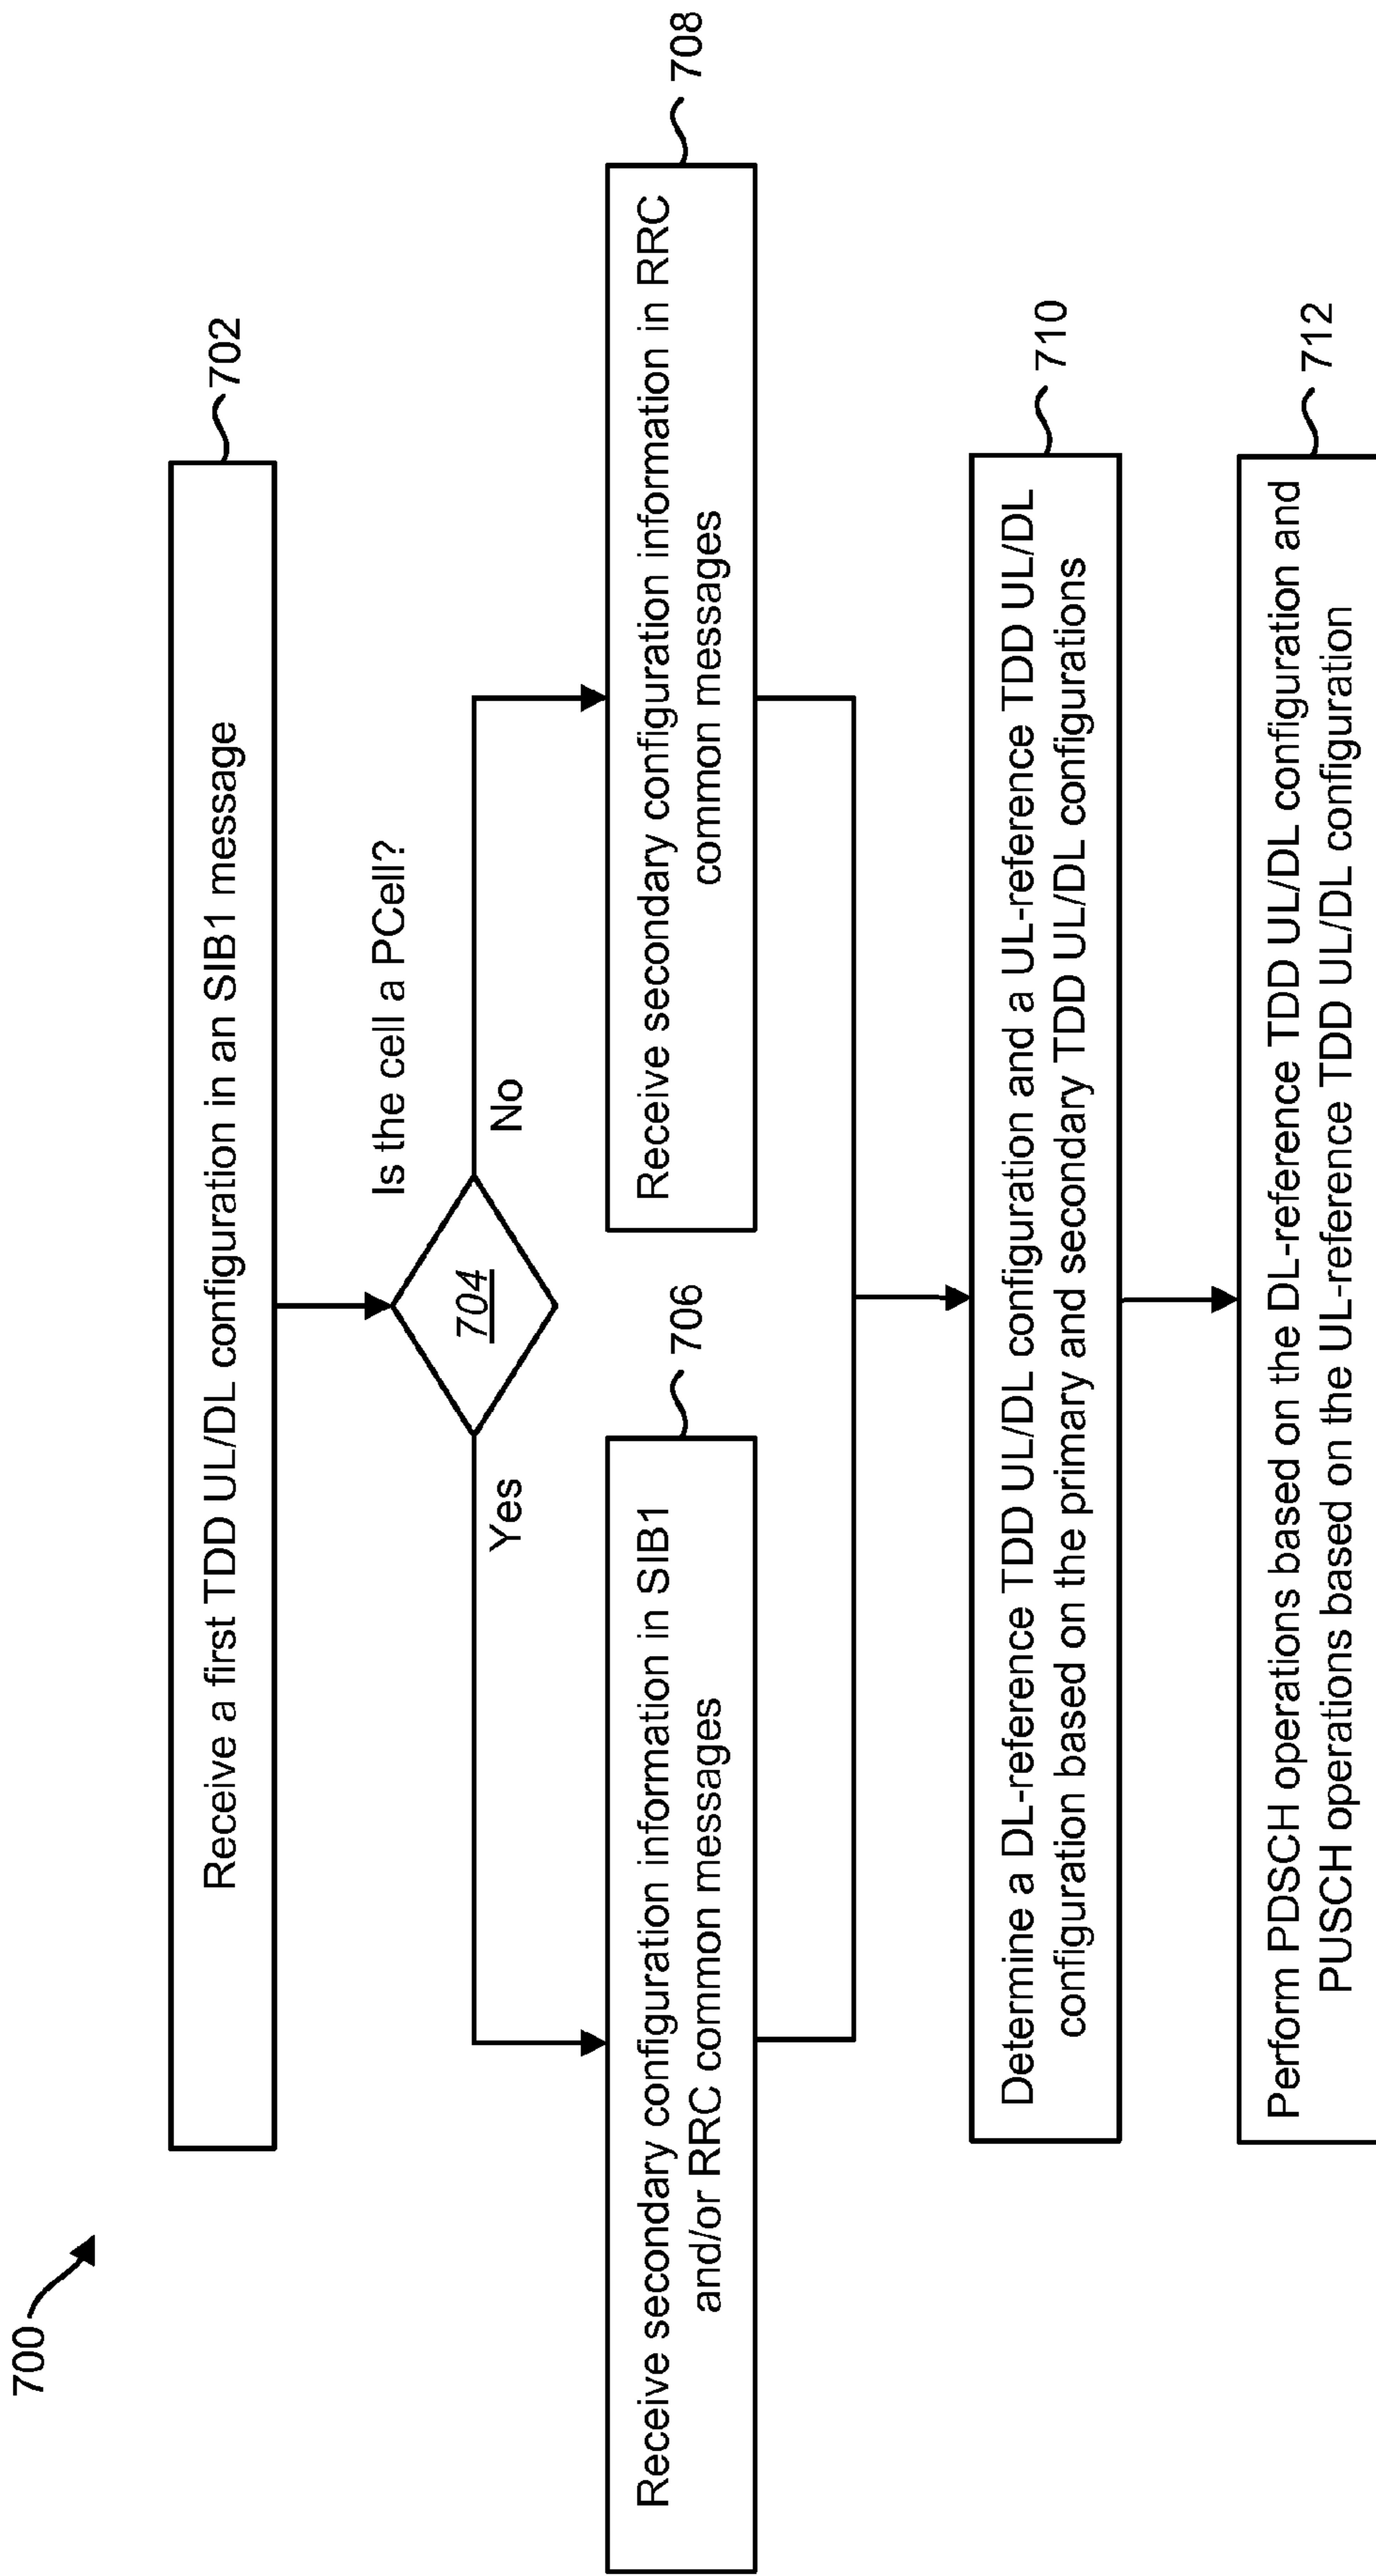 700
Receive a first TDD UL/DL configuration in an SIB1 message
702
Is the cell a PCell?
704
Yes
No
Receive secondary configuration information in SIB1
and/or RRC common messages
706
Receive secondary configuration information in RRC
common messages
708
Determine a DL-reference TDD UL/DL configuration and a UL-reference TDD UL/DL
configuration based on the primary and secondary TDD UL/DL configurations
710
Perform PDSCH operations based on the DL-reference TDD UL/DL configuration and
PUSCH operations based on the UL-reference TDD UL/DL configuration
712